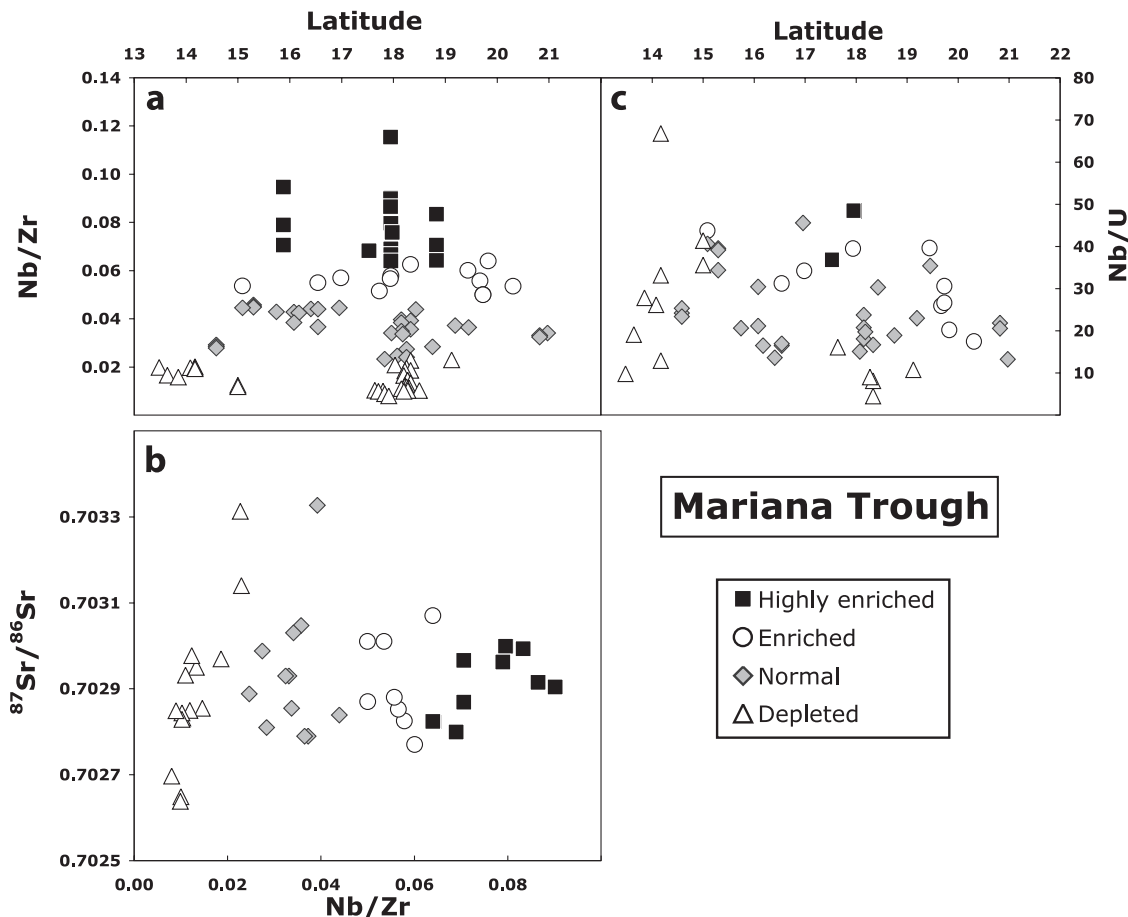 Latitude
13 14 15 16 17 18 19 20 21
0.14
0.12
0.10
0.08
0.06
0.04
0.02
Nb/Zr
a
Latitude
14 15 16 17 18 19 20 21 22
80
70
60
50
40
30
20
10
Nb/U
c
b
0.7033
0.7031
0.7029
0.7027
0.7025
87Sr/86Sr
0.00 0.02 0.04 0.06 0.08
Nb/Zr
Mariana Trough
Highly enriched
Enriched
Normal
Depleted